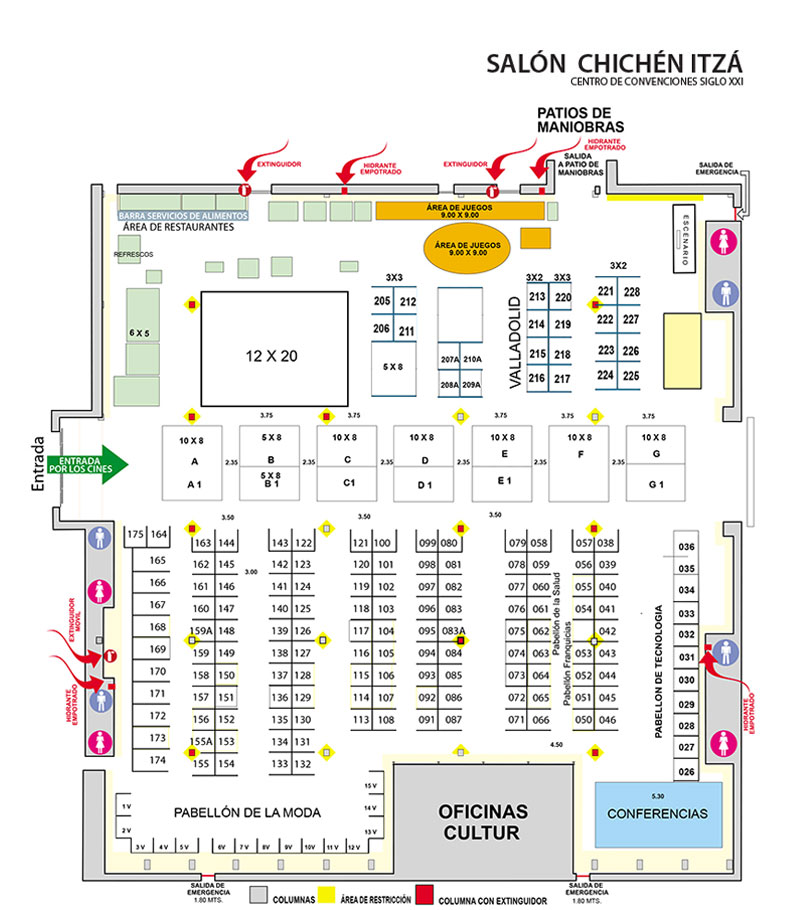 SALÓN CHICHÉN ITZÁ
CENTRO DE CONVENCIONES SIGLO XXI
PATIOS DE
MANIOBRAS
EXTINGUIDOR
HIDRANTE
EMPOTRADO
EXTINGUIDOR
HIDRANTE
EMPOTRADO
SALIDA
A PATIO DE
MANIOBRAS
SALIDA DE
EMERGENCIA
BARRA SERVICIOS DE ALIMENTOS
ÁREA DE RESTAURANTES
ÁREA DE JUEGOS
9.00 X 9.00
ÁREA DE JUEGOS
9.00 X 9.00
ESCENARIO
REFRESCOS
6 X 5
12 X 20
3X3
205 212
206 211
5 X 8
207A 210A
208A 209A
VALLADOLID
3X2 3X3
213 220
214 219
215 218
216 217
3X2
221 228
222 227
223 226
224 225
Entrada
ENTRADA
POR LOS CINES
3.75 3.75 3.75 3.75 3.75 3.75
10 X 8 5 X 8 10 X 8 10 X 8 10 X 8 10 X 8 10 X 8
A B C D E F G
2.35 2.35 2.35 2.35 2.35 2.35
5 X 8
A 1 B 1 C1 D 1 E 1 G 1
3.50 3.50 3.50
175 164
165
166
167
168
169
170
171
172
173
174
163 144
162 145
161 146
160 147
159A 148
159 149
158 150
157 151
156 152
155A 153
155 154
3.00
143 122
142 123
141 124
140 125
139 126
138 127
137 128
136 129
135 130
134 131
133 132
121 100
120 101
119 102
118 103
117 104
116 105
115 106
114 107
113 108
099 080
098 081
097 082
096 083
095 083A
094 084
093 085
092 086
091 087
079 058
078 059
077 060
076 061
075 062
074 063
073 064
072 065
071 066
Pabellón de la Salud
Pabellón Franquicias
057 038
056 039
055 040
054 041
042
053 043
052 044
051 045
050 046
4.50
PABELLON DE TECNOLOGIA
036
035
034
033
032
031
030
029
028
027
026
EXTINGUIDOR
MÓVIL
HIDRANTE
EMPOTRADO
HIDRANTE
EMPOTRADO
PABELLÓN DE LA MODA
1 V
2 V
3 V 4 V 5 V 6V 7 V 8 V 9 V 10 V 11 V 12 V
13 V
14 V
15 V
OFICINAS
CULTUR
5.30
CONFERENCIAS
SALIDA DE
EMERGENCIA
1.80 MTS.
SALIDA DE
EMERGENCIA
1.80 MTS.
COLUMNAS
ÁREA DE RESTRICIÓN
COLUMNA CON EXTINGUIDOR